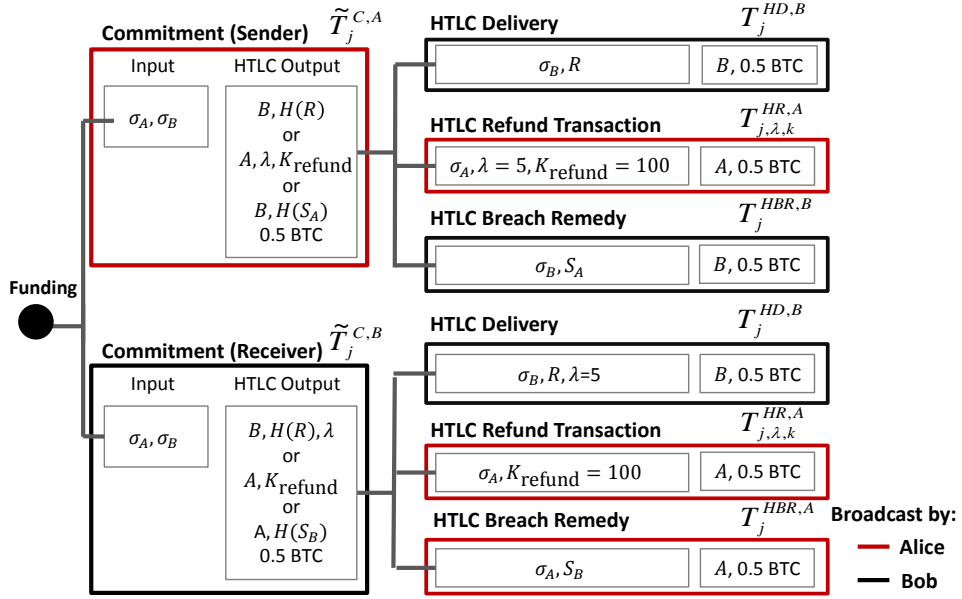 Commitment (Sender) T̃_j^{C,A}
Input
HTLC Output
σ_A, σ_B
B, H(R)
or
A, λ, K_refund
or
B, H(S_A)
0.5 BTC
HTLC Delivery T_j^{HD,B}
σ_B, R
B, 0.5 BTC
HTLC Refund Transaction T_{j,λ,k}^{HR,A}
σ_A, λ = 5, K_refund = 100
A, 0.5 BTC
HTLC Breach Remedy T_j^{HBR,B}
σ_B, S_A
B, 0.5 BTC
Funding
Commitment (Receiver) T̃_j^{C,B}
Input
HTLC Output
σ_A, σ_B
B, H(R), λ
or
A, K_refund
or
A, H(S_B)
0.5 BTC
HTLC Delivery T_j^{HD,B}
σ_B, R, λ=5
B, 0.5 BTC
HTLC Refund Transaction T_{j,λ,k}^{HR,A}
σ_A, K_refund = 100
A, 0.5 BTC
HTLC Breach Remedy T_j^{HBR,A}
σ_A, S_B
A, 0.5 BTC
Broadcast by:
Alice
Bob